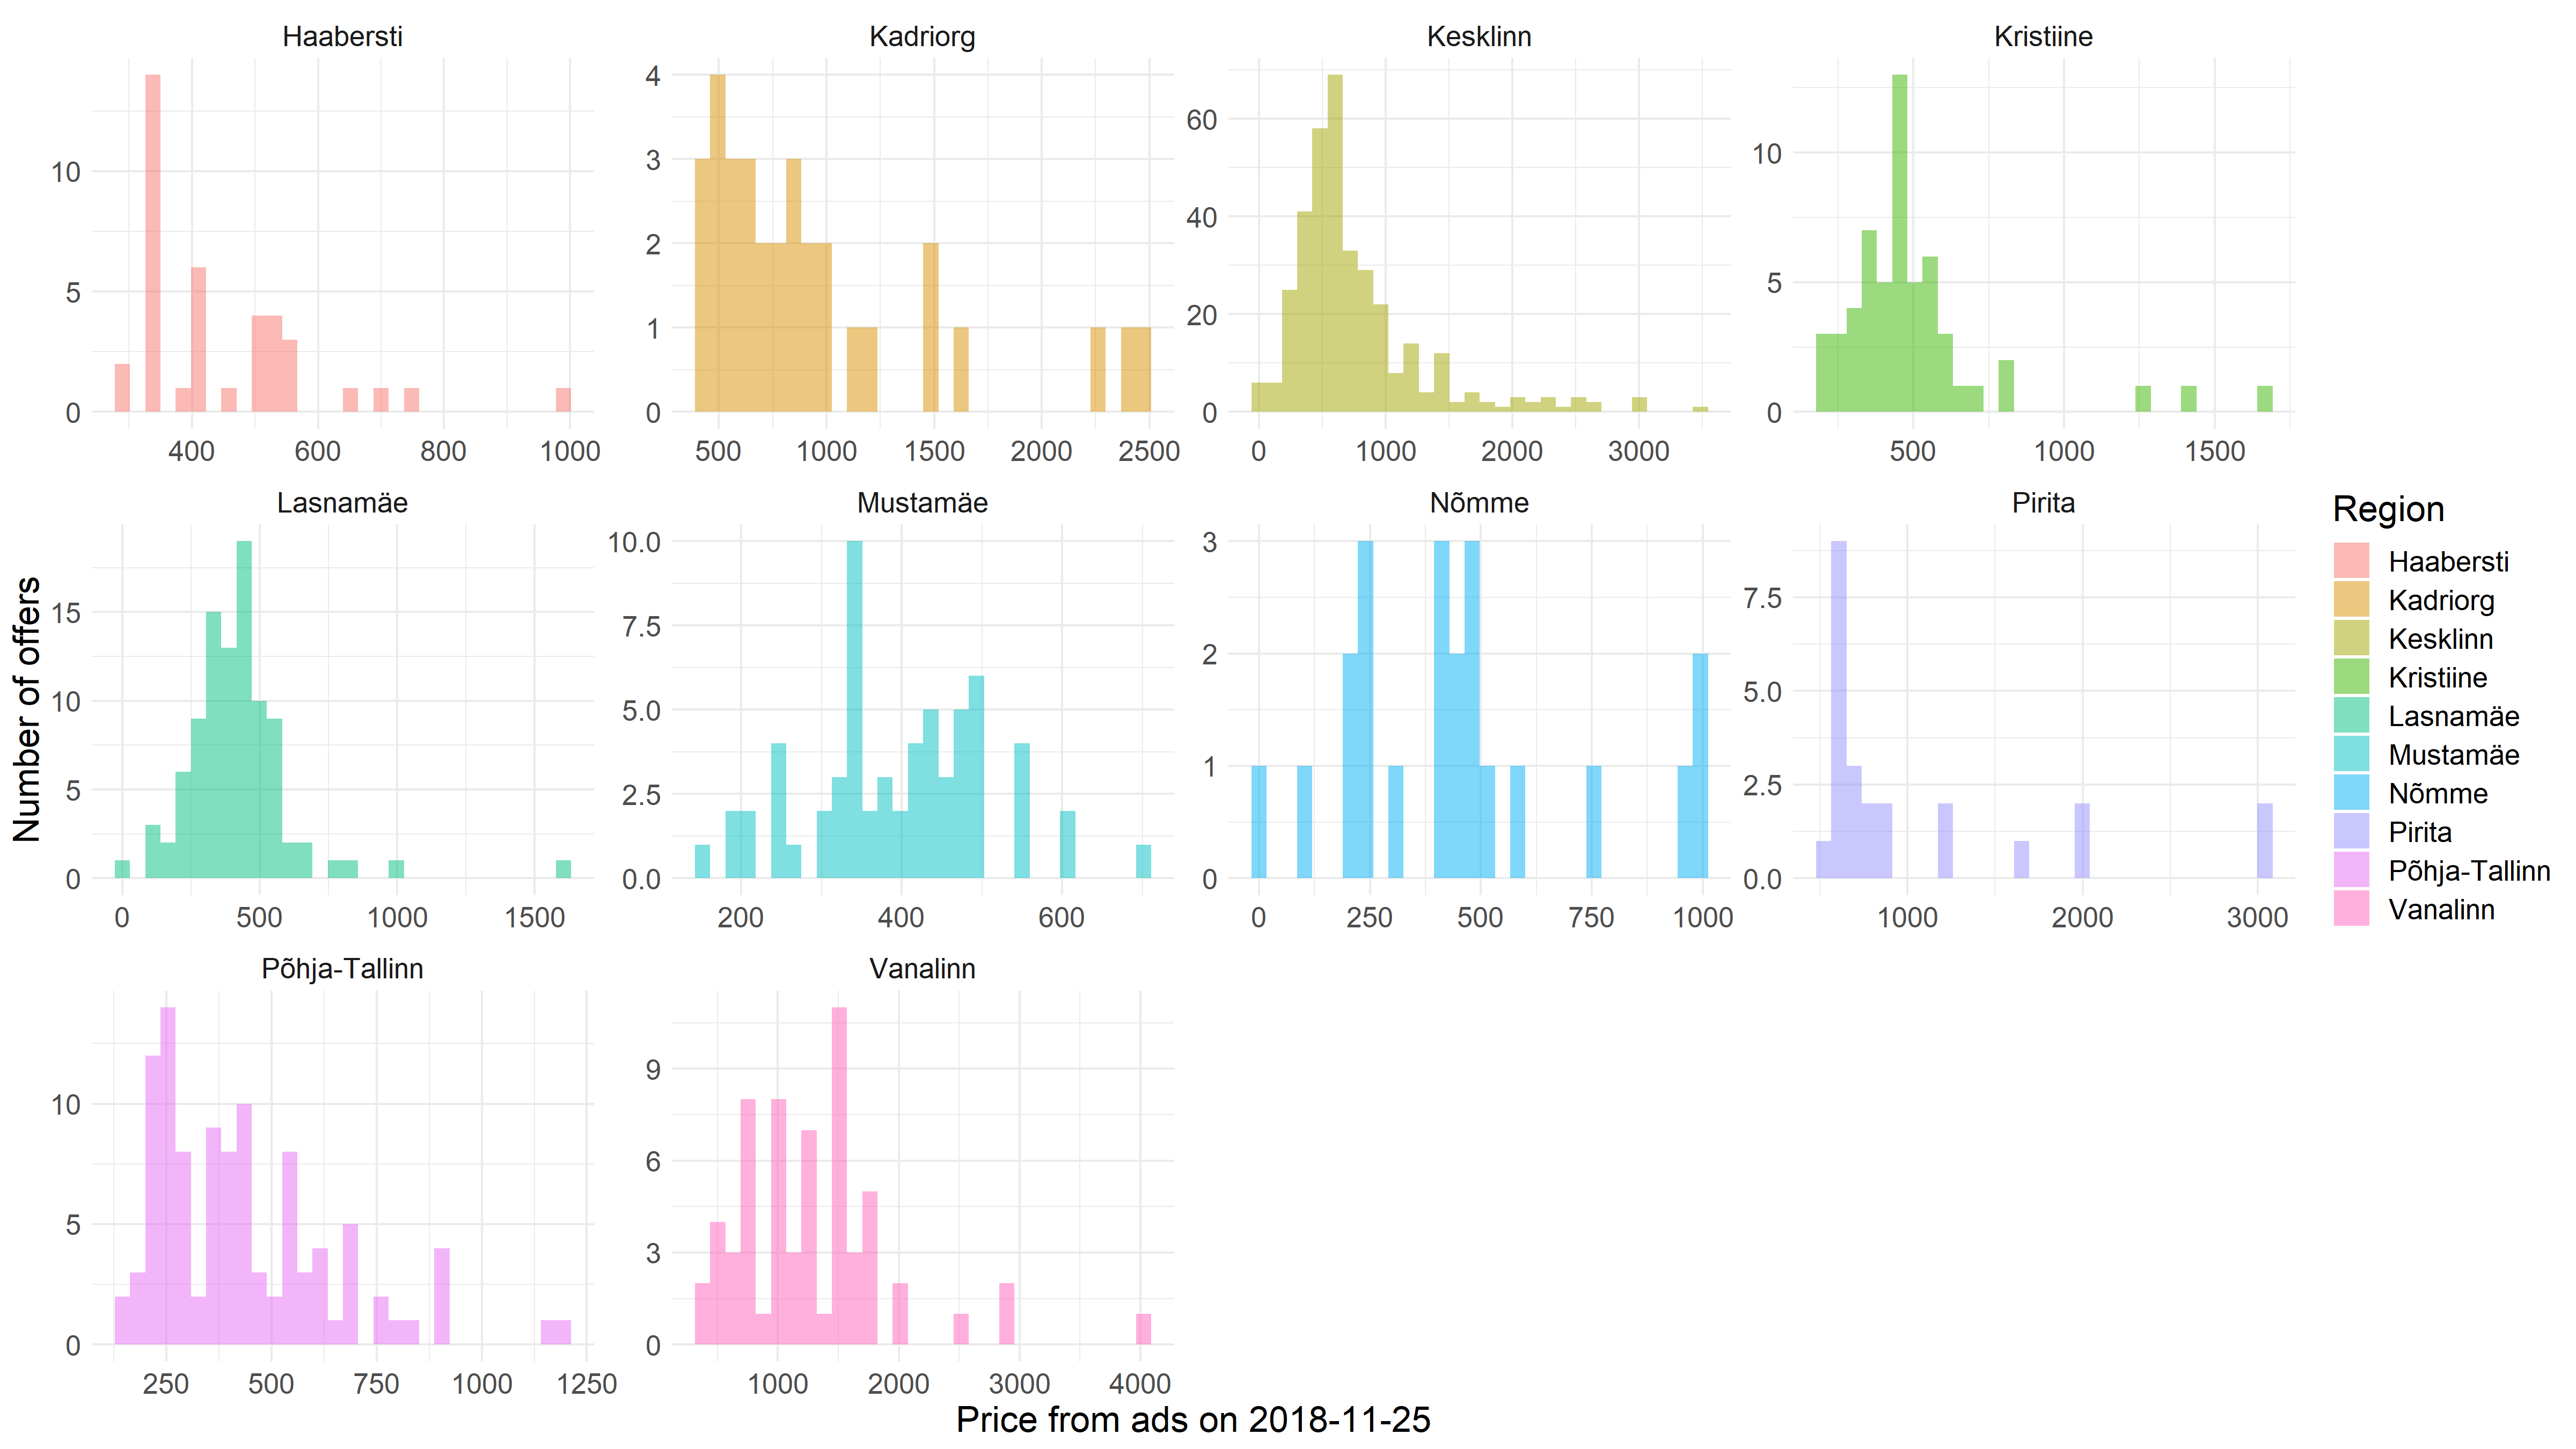 Haabersti Kadriorg Kesklinn Kristiine
10
5
0
400 600 800 1000
4
3
2
1
0
500 1000 1500 2000 2500
60
40
20
0
0 1000 2000 3000
10
5
0
500 1000 1500
Lasnamäe Mustamäe Nõmme Pirita
15
10
5
0
0 500 1000 1500
10.0
7.5
5.0
2.5
0.0
200 400 600
3
2
1
0
0 250 500 750 1000
7.5
5.0
2.5
0.0
1000 2000 3000
Põhja-Tallinn Vanalinn
10
5
0
250 500 750 1000 1250
9
6
3
0
1000 2000 3000 4000
Number of offers
Price from ads on 2018-11-25
Region
Haabersti
Kadriorg
Kesklinn
Kristiine
Lasnamäe
Mustamäe
Nõmme
Pirita
Põhja-Tallinn
Vanalinn